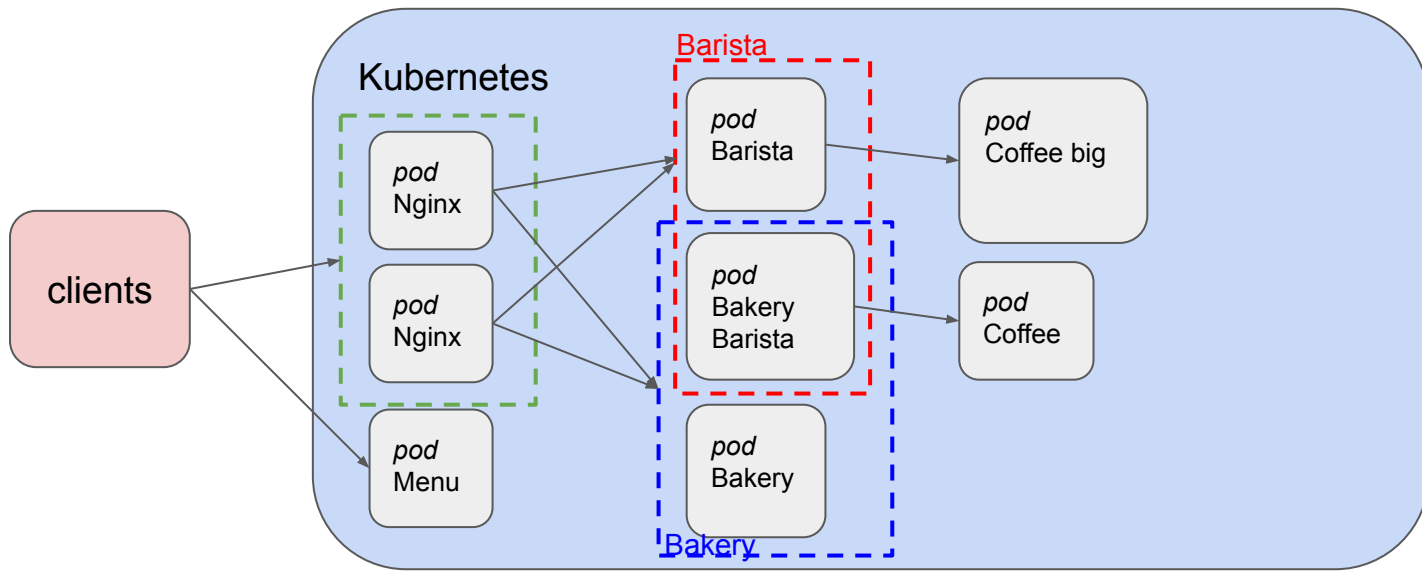 Barista
Kubernetes
pod
Nginx
pod
Nginx
pod
Menu
clients
pod
Barista
pod
Bakery
Barista
pod
Bakery
Bakery
pod
Coffee big
pod
Coffee